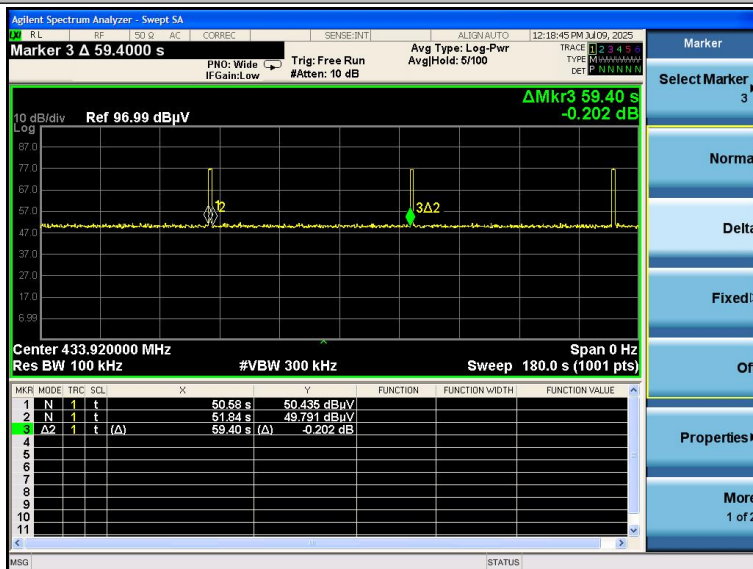 Agilent Spectrum Analyzer - Swept SA
RL RF 50 Ω AC CORREC SENSE:INT ALIGN AUTO 12:18:45 PM Jul 09, 2025
Marker 3 Δ 59.4000 s
PNO: Wide
IFGain:Low
Trig: Free Run
#Atten: 10 dB
Avg Type: Log-Pwr
Avg|Hold: 5/100
TRACE 1 2 3 4 5 6
TYPE M
DET P N N N N N
ΔMkr3 59.40 s
-0.202 dB
10 dB/div Ref 96.99 dBµV
Log
87.0
77.0
67.0
57.0
47.0
37.0
27.0
17.0
6.99
1 2
3Δ2
Center 433.920000 MHz Span 0 Hz
Res BW 100 kHz #VBW 300 kHz Sweep 180.0 s (1001 pts)
MKR MODE TRC SCL X Y FUNCTION FUNCTION WIDTH FUNCTION VALUE
1 N 1 t 50.58 s 50.435 dBµV
2 N 1 t 51.84 s 49.791 dBµV
3 Δ2 1 t (Δ) 59.40 s (Δ) -0.202 dB
4
5
6
7
8
9
10
11
MSG STATUS
Marker
Select Marker
3
Norma
Delta
Fixed
Of
Properties
More
1 of 2